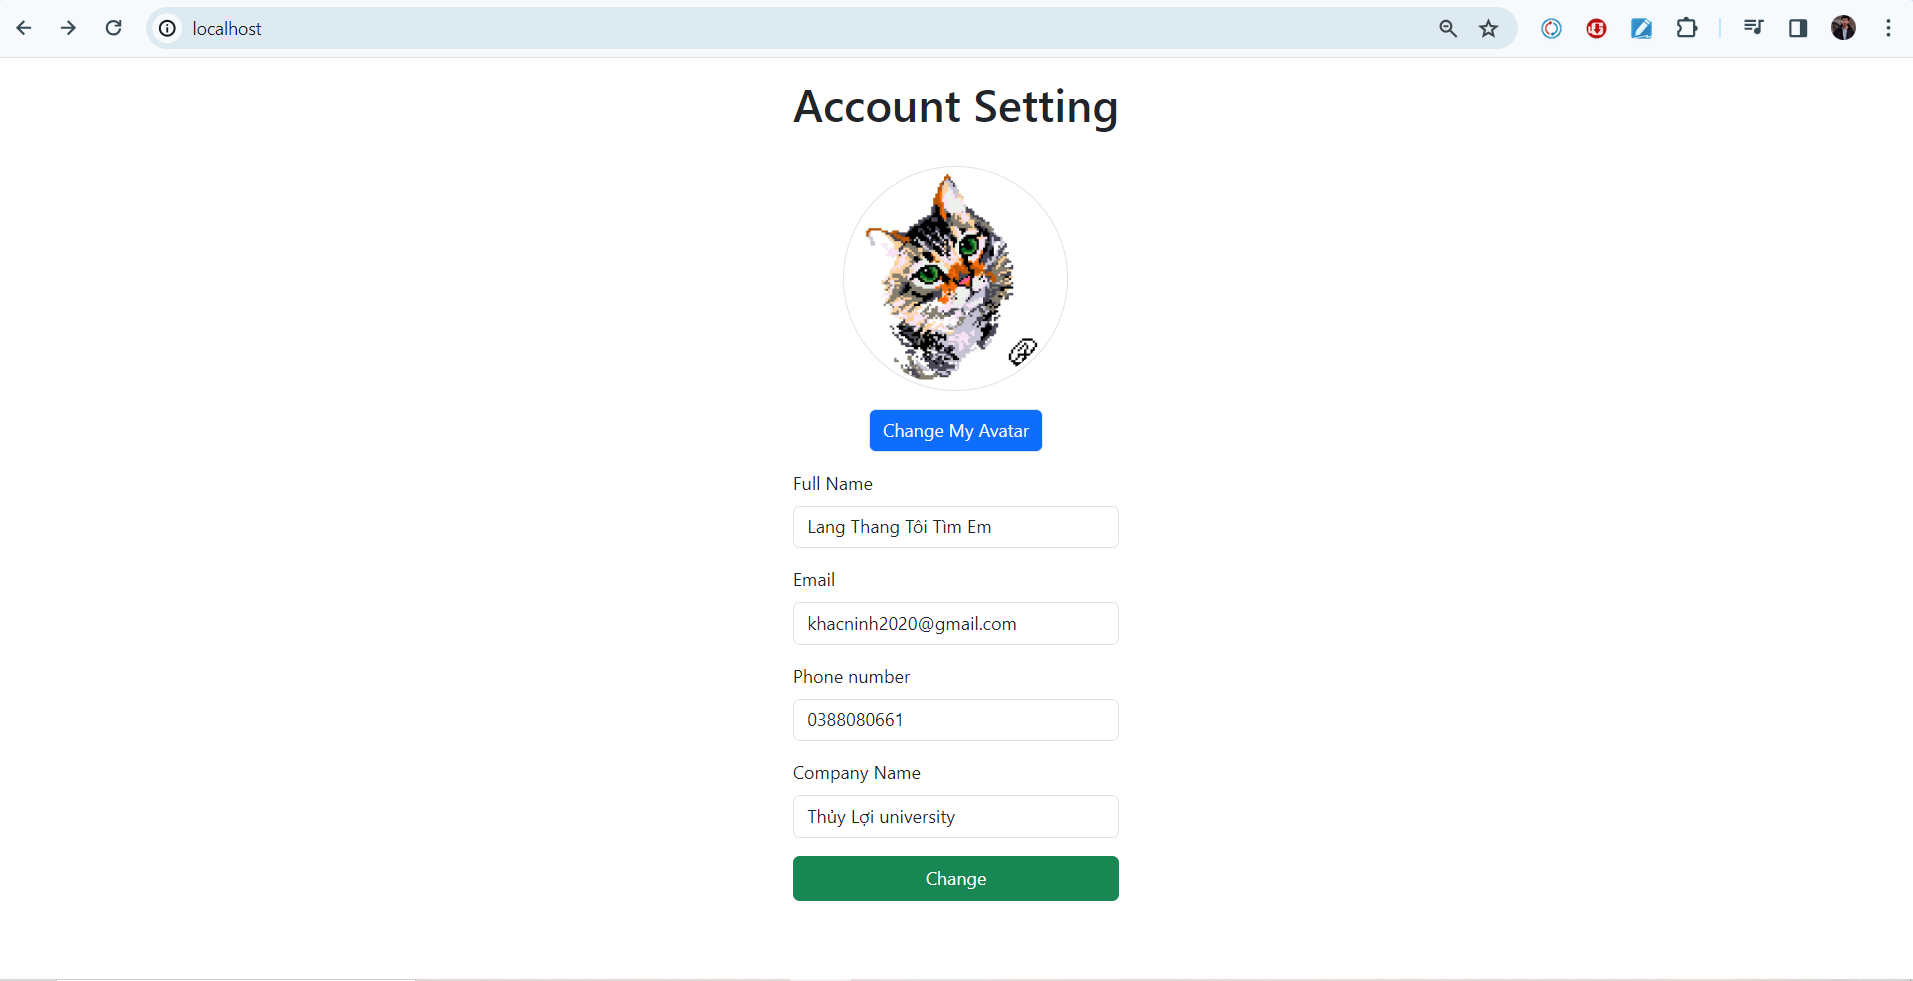 localhost
Account Setting
Change My Avatar
Full Name
Lang Thang Tôi Tìm Em
Email
khacninh2020@gmail.com
Phone number
0388080661
Company Name
Thủy Lợi university
Change